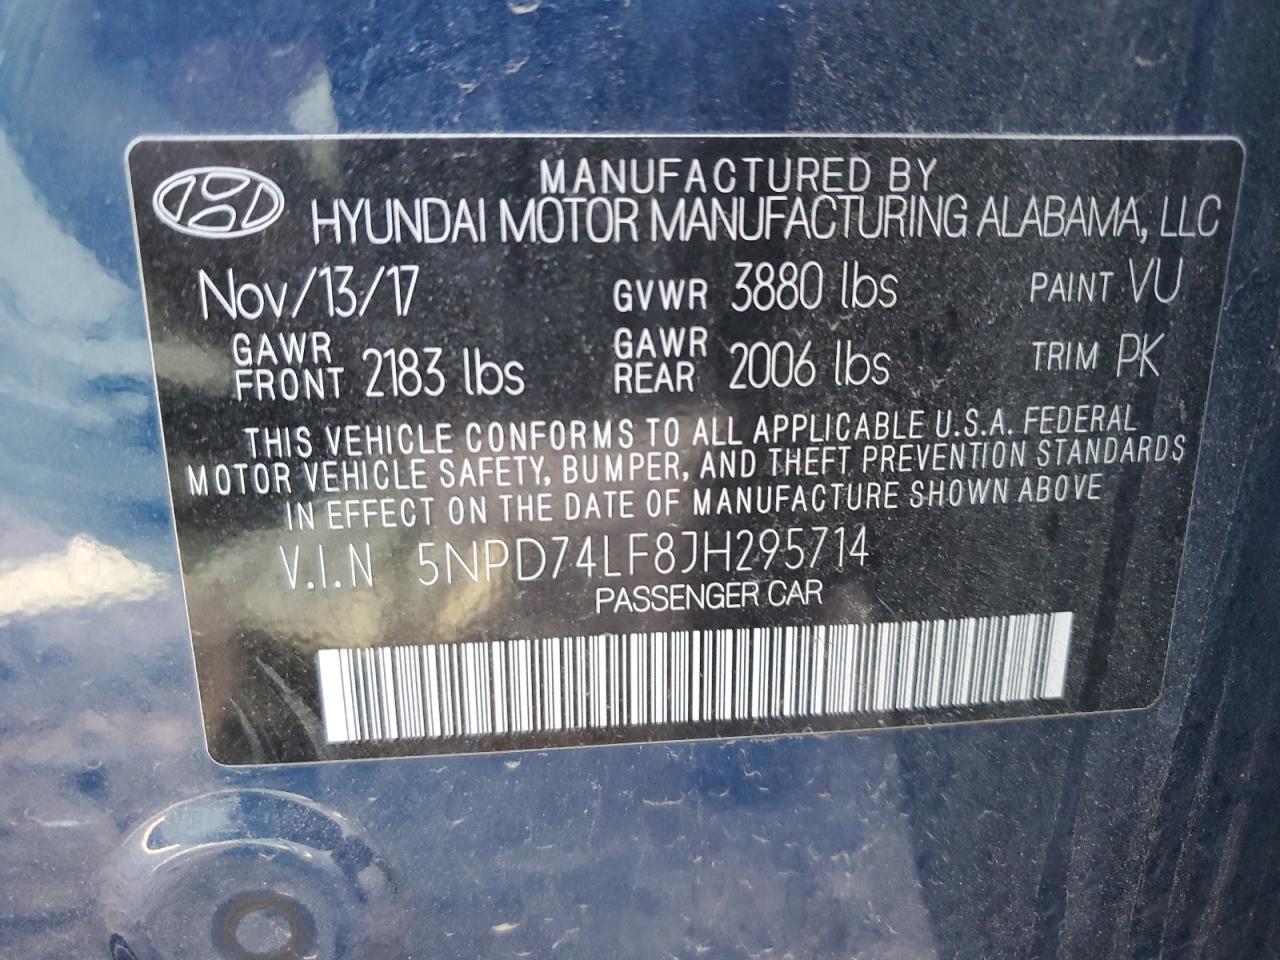 MANUFACTURED BY
HYUNDAI MOTOR MANUFACTURING ALABAMA, LLC
Nov/13/17 GVWR 3880 lbs PAINT VU
GAWR FRONT 2183 lbs GAWR REAR 2006 lbs TRIM PK
THIS VEHICLE CONFORMS TO ALL APPLICABLE U.S.A. FEDERAL
MOTOR VEHICLE SAFETY, BUMPER, AND THEFT PREVENTION STANDARDS
IN EFFECT ON THE DATE OF MANUFACTURE SHOWN ABOVE
V.I.N 5NPD74LF8JH295714
PASSENGER CAR